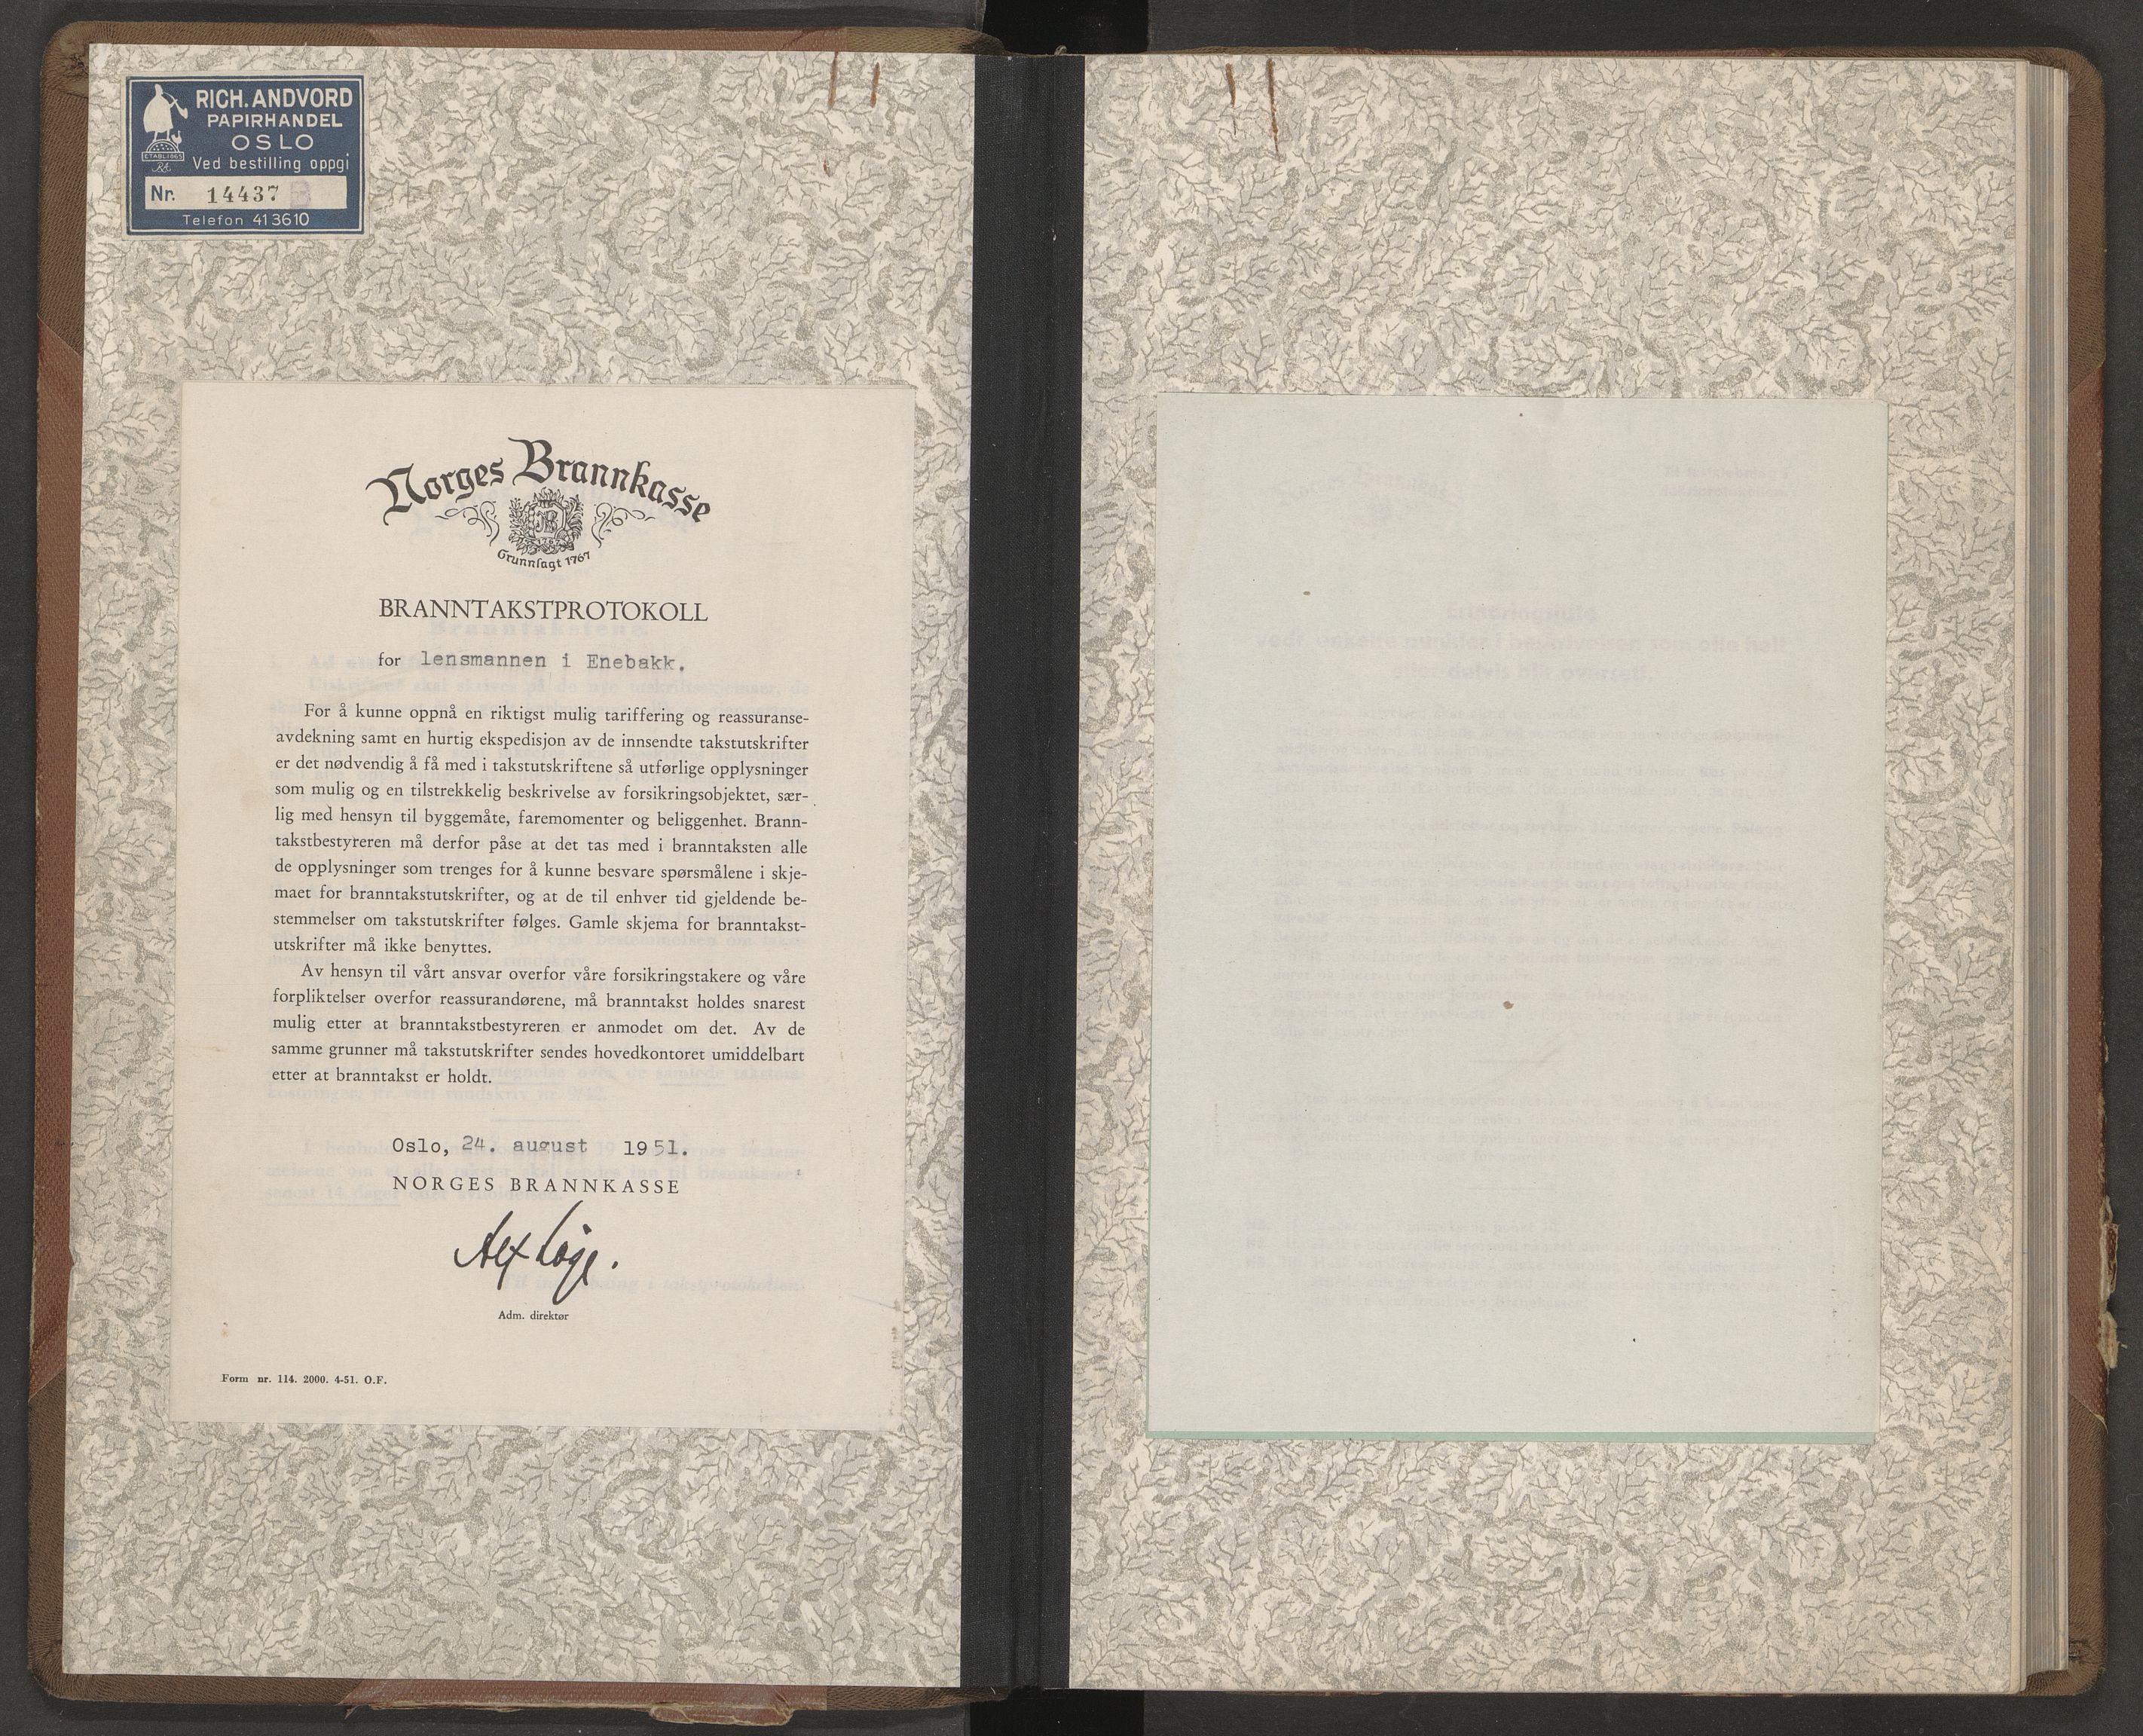 RICH. ANDVORD
PAPIRHANDEL
OSLO
ETABL. 1865
Ved bestilling oppgi
Nr. 14437 B
Telefon 413610
Norges Brannkasse
Grunnlagt 1767
BRANNTAKSTPROTOKOLL
for lensmannen i Enebakk.
For å kunne oppnå en riktigst mulig tariffering og reassuranse-
avdekning samt en hurtig ekspedisjon av de innsendte takstutskrifter
er det nødvendig å få med i takstutskriftene så utførlige opplysninger
som mulig og en tilstrekkelig beskrivelse av forsikringsobjektet, sær-
lig med hensyn til byggemåte, faremomenter og beliggenhet. Brann-
takstbestyreren må derfor påse at det tas med i branntaksten alle
de opplysninger som trenges for å kunne besvare spørsmålene i skje-
maet for branntakstutskrifter, og at de til enhver tid gjeldende be-
stemmelser om takstutskrifter følges. Gamle skjema for branntakst-
utskrifter må ikke benyttes.
Av hensyn til vårt ansvar overfor våre forsikringstakere og våre
forpliktelser overfor reassurandørene, må branntakst holdes snarest
mulig etter at branntakstbestyreren er anmodet om det. Av de
samme grunner må takstutskrifter sendes hovedkontoret umiddelbart
etter at branntakst er holdt.
Oslo, 24. august 1951.
NORGES BRANNKASSE
Adm. direktør
Form nr. 114. 2000. 4-51. O.F.